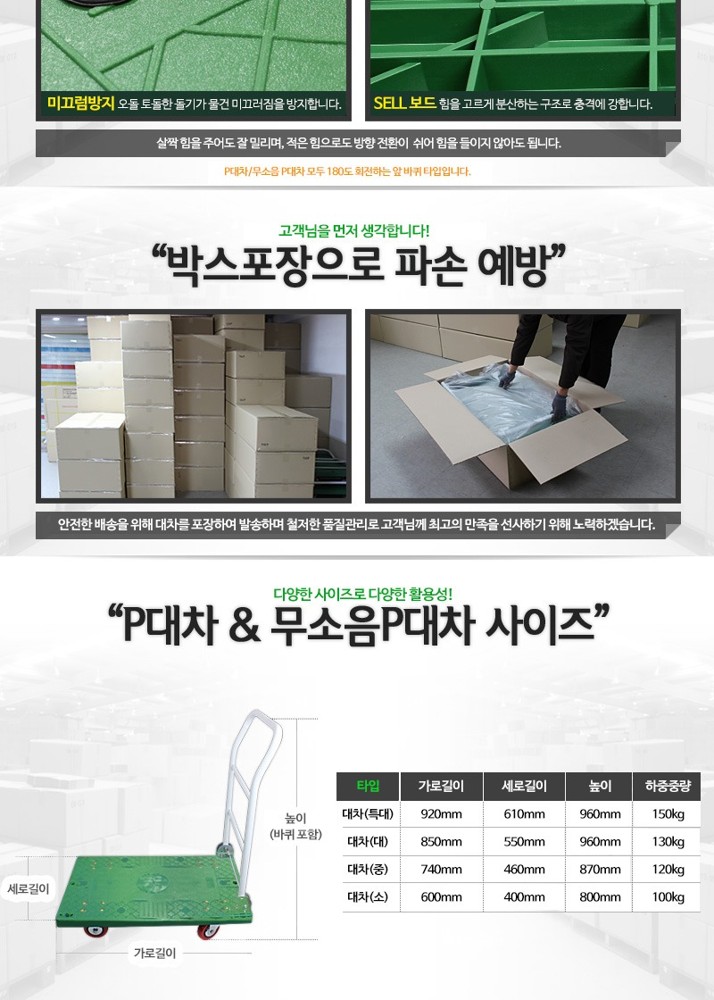 미끄럼방지 오돌 토돌한 돌기가 물건 미끄러짐을 방지합니다.
SELL 보드 힘을 고르게 분산하는 구조로 충격에 강합니다.
살짝 힘을 주어도 잘 밀리며, 적은 힘으로도 방향 전환이 쉬어 힘을 들이지 않아도 됩니다.
P대차/무소음 P대차 모두 180도 회전하는 앞 바퀴 타입입니다.
고객님을 먼저 생각합니다!
“박스포장으로 파손 예방”
안전한 배송을 위해 대차를 포장하여 발송하며 철저한 품질관리로 고객님께 최고의 만족을 선사하기 위해 노력하겠습니다.
다양한 사이즈로 다양한 활용성!
“P대차 & 무소음P대차 사이즈”
높이
(바퀴 포함)
세로길이
가로길이
타입 가로길이 세로길이 높이 하중중량
대차(특대) 920mm 610mm 960mm 150kg
대차(대) 850mm 550mm 960mm 130kg
대차(중) 740mm 460mm 870mm 120kg
대차(소) 600mm 400mm 800mm 100kg